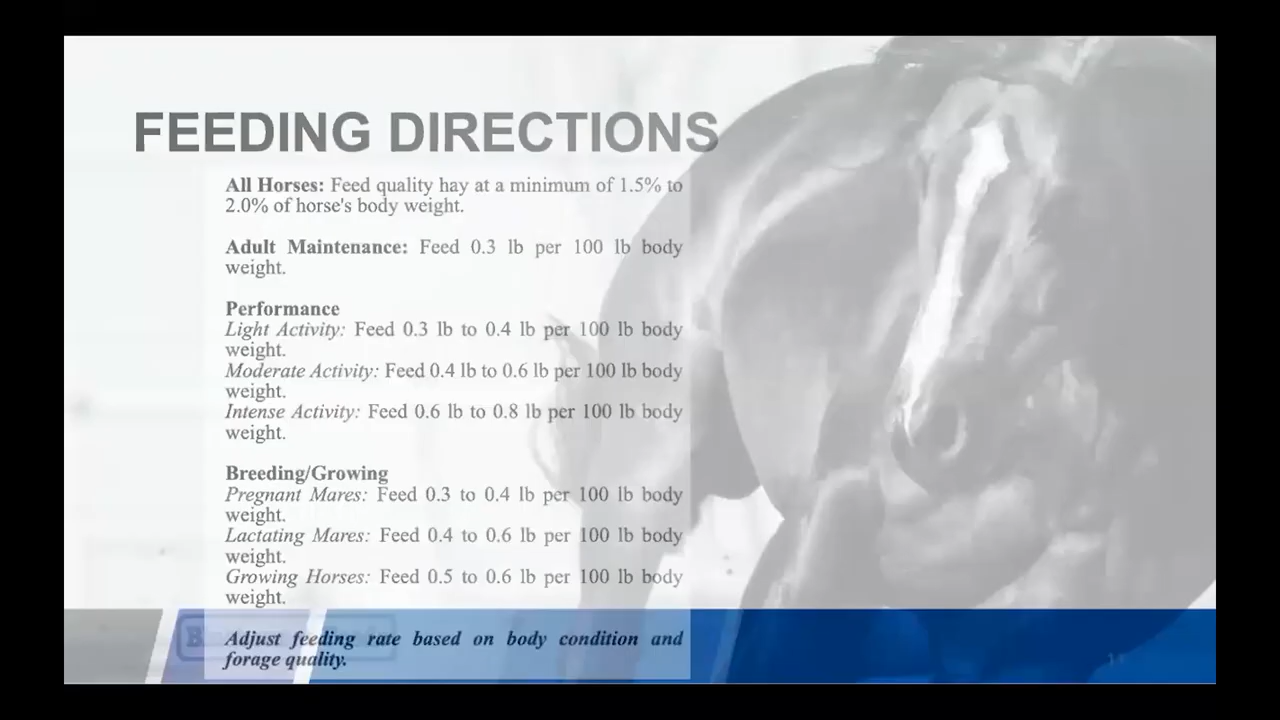 FEEDING DIRECTIONS
All Horses: Feed quality hay at a minimum of 1.5% to
2.0% of horse's body weight.
Adult Maintenance: Feed 0.3 lb per 100 lb body
weight.
Performance
Light Activity: Feed 0.3 lb to 0.4 lb per 100 lb body
weight.
Moderate Activity: Feed 0.4 lb to 0.6 lb per 100 lb body
weight.
Intense Activity: Feed 0.6 lb to 0.8 lb per 100 lb body
weight.
Breeding/Growing
Pregnant Mares: Feed 0.3 to 0.4 lb per 100 lb body
weight.
Lactating Mares: Feed 0.4 to 0.6 lb per 100 lb body
weight.
Growing Horses: Feed 0.5 to 0.6 lb per 100 lb body
weight.
Adjust feeding rate based on body condition and
forage quality.